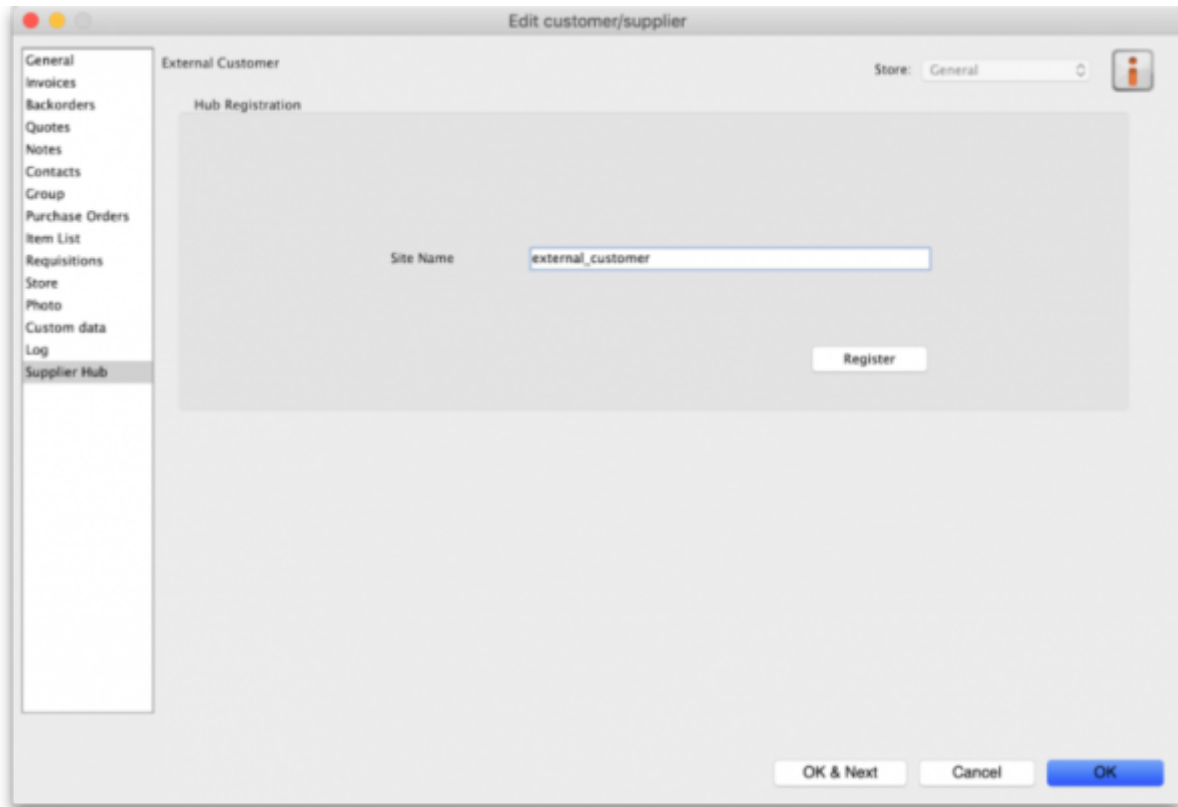 Edit customer/supplier
General
Invoices
Backorders
Quotes
Notes
Contacts
Group
Purchase Orders
Item List
Requisitions
Store
Photo
Custom data
Log
Supplier Hub
External Customer
Store: General
Hub Registration
Site Name external_customer
Register
OK & Next Cancel OK